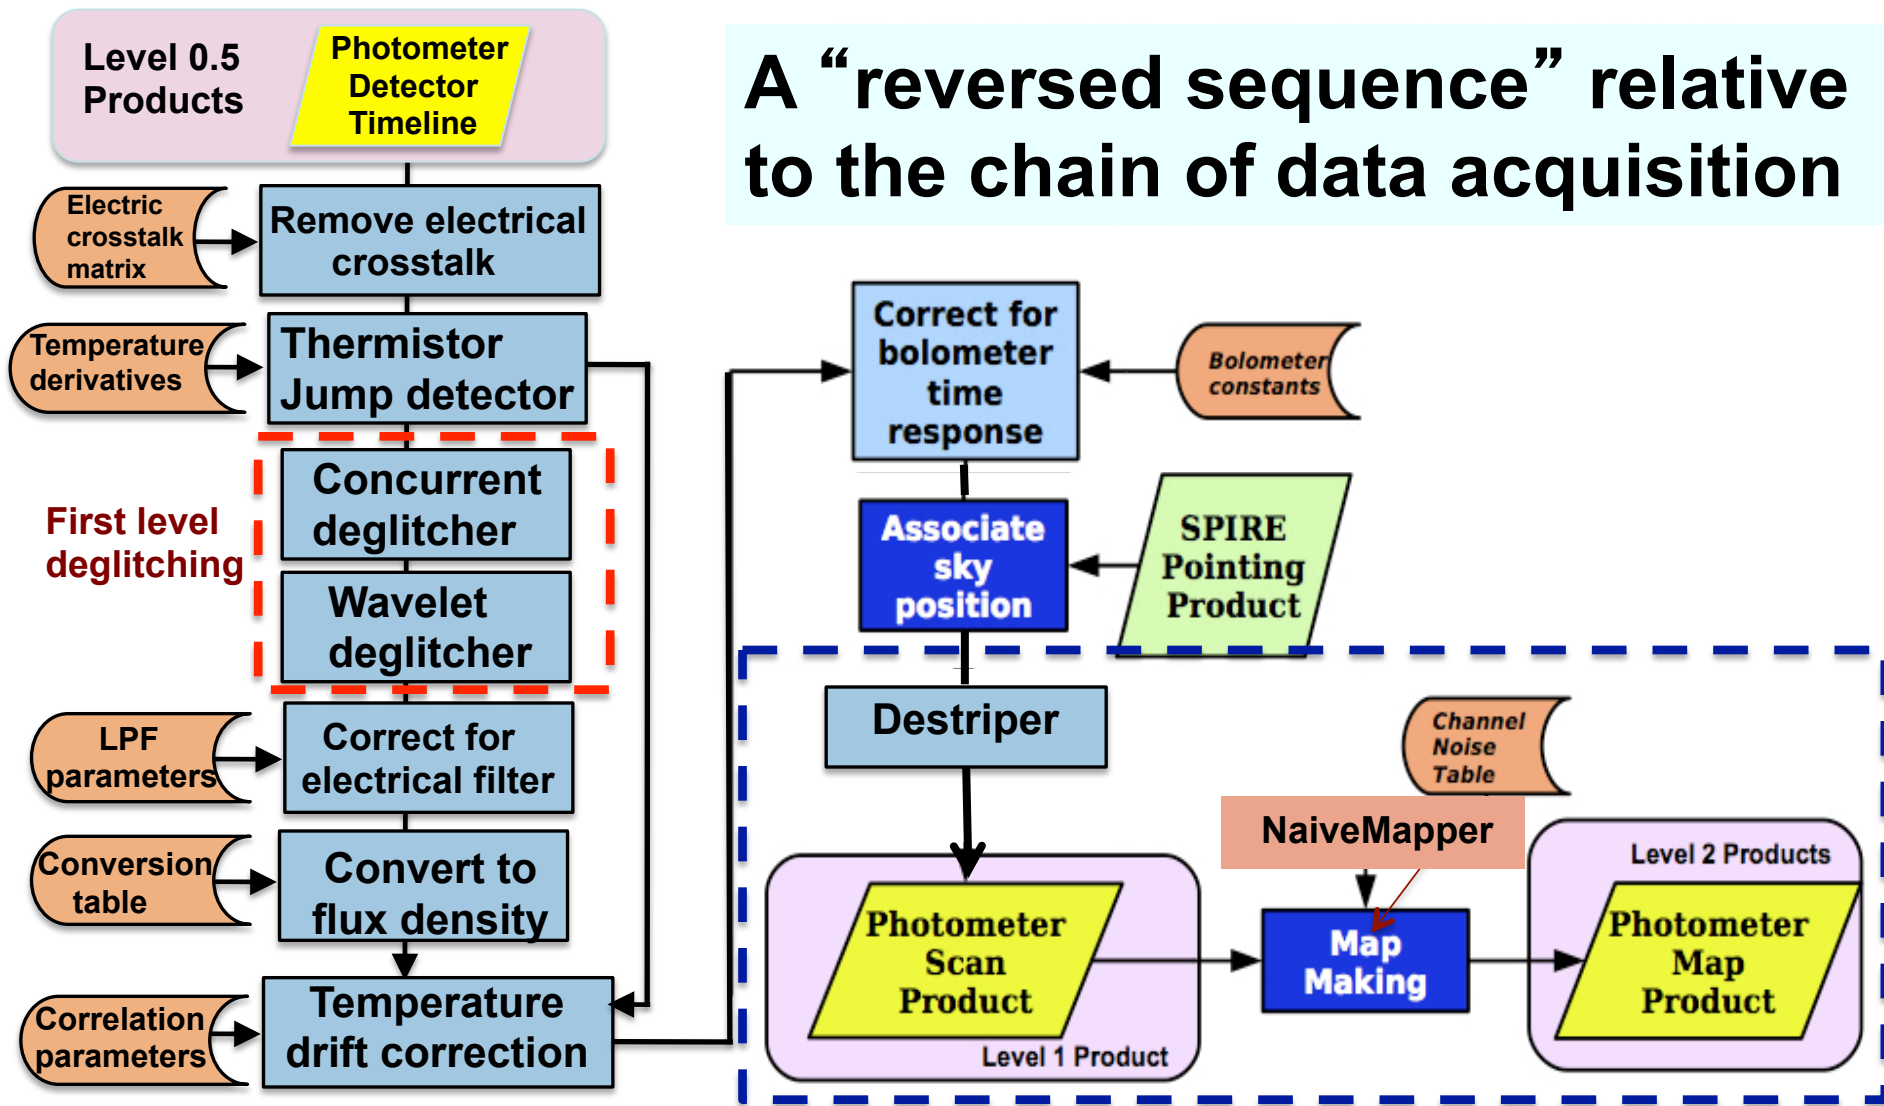 Level 0.5
Products
Photometer
Detector
Timeline
A “reversed sequence” relative
to the chain of data acquisition
Electric
crosstalk
matrix
Remove electrical
crosstalk
Temperature
derivatives
Thermistor
Jump detector
First level
deglitching
Concurrent
deglitcher
Wavelet
deglitcher
LPF
parameters
Correct for
electrical filter
Conversion
table
Convert to
flux density
Correlation
parameters
Temperature
drift correction
Correct for
bolometer
time
response
Bolometer
constants
Associate
sky
position
SPIRE
Pointing
Product
Destriper
Channel
Noise
Table
NaiveMapper
Photometer
Scan
Product
Level 1 Product
Map
Making
Level 2 Products
Photometer
Map
Product